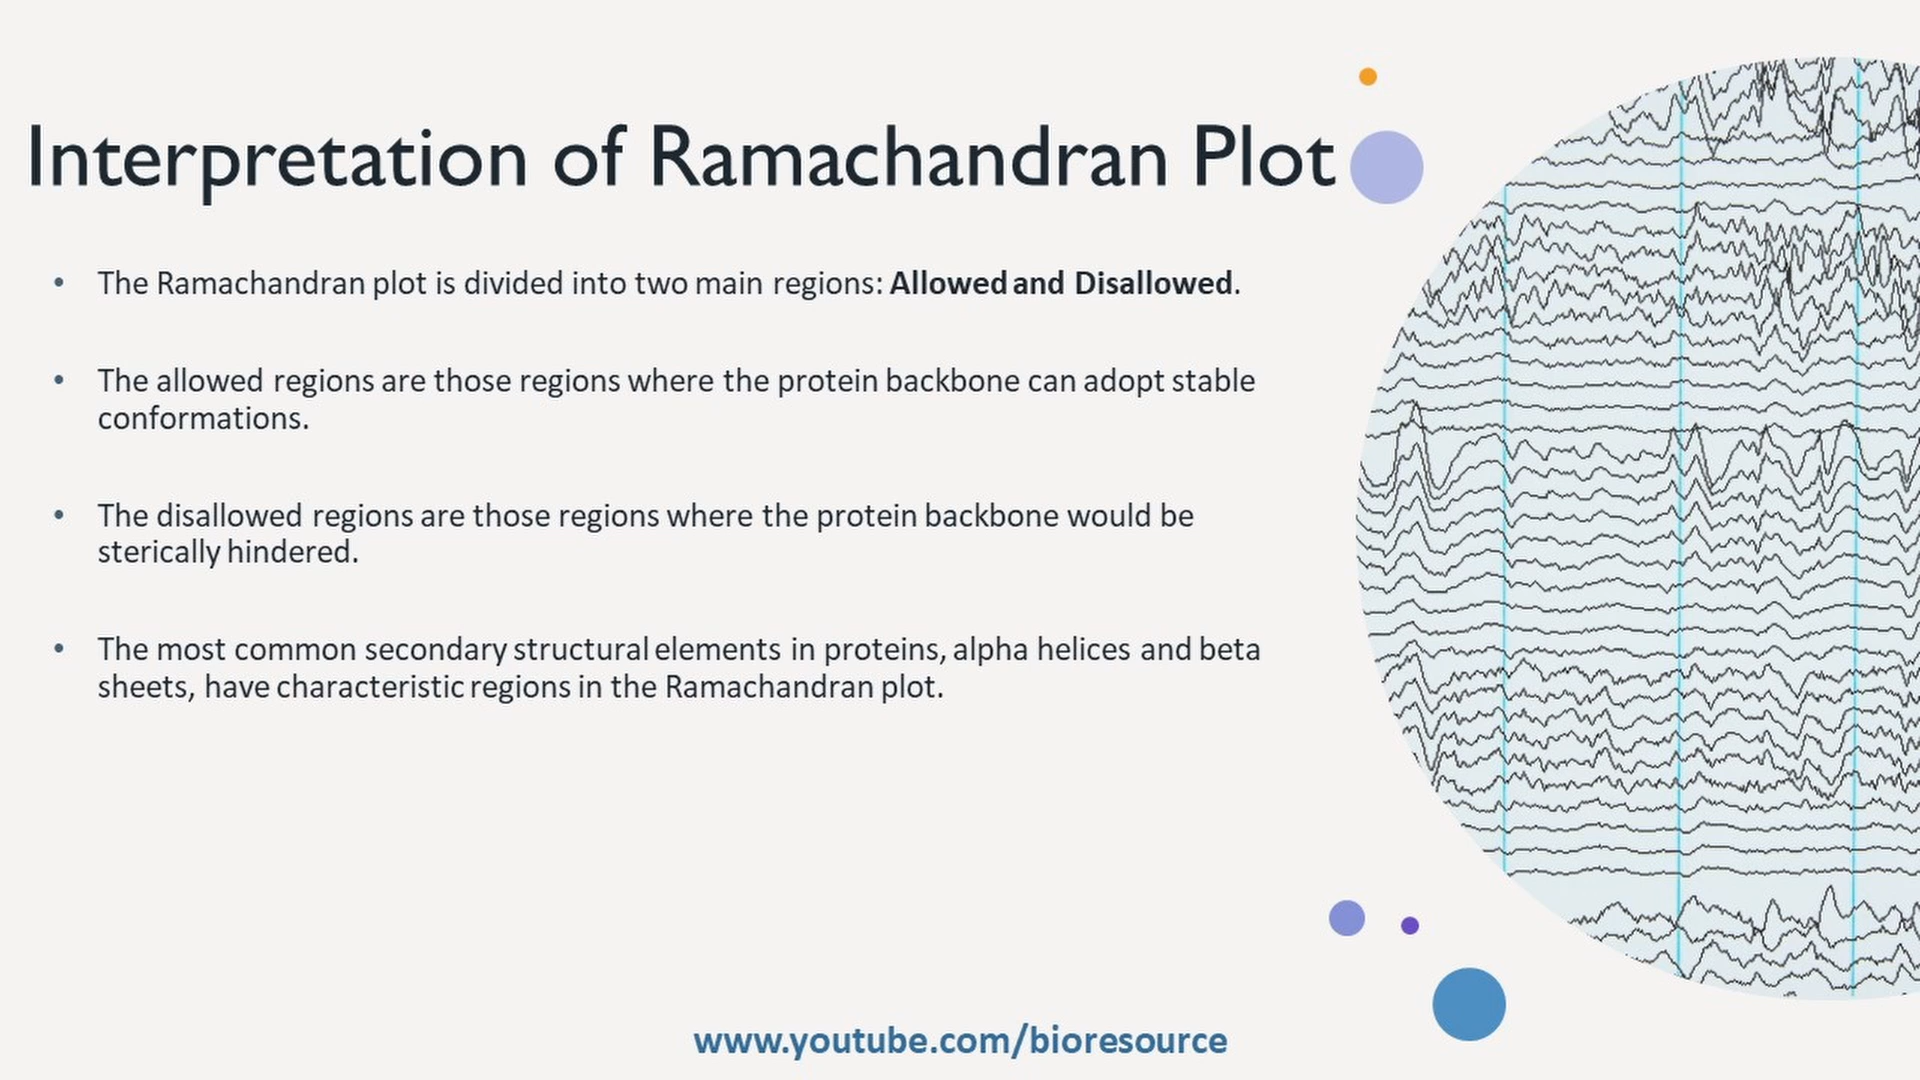 Interpretation of Ramachandran Plot
• The Ramachandran plot is divided into two main regions: Allowed and Disallowed.
• The allowed regions are those regions where the protein backbone can adopt stable
conformations.
• The disallowed regions are those regions where the protein backbone would be
sterically hindered.
• The most common secondary structural elements in proteins, alpha helices and beta
sheets, have characteristic regions in the Ramachandran plot.
www.youtube.com/bioresource